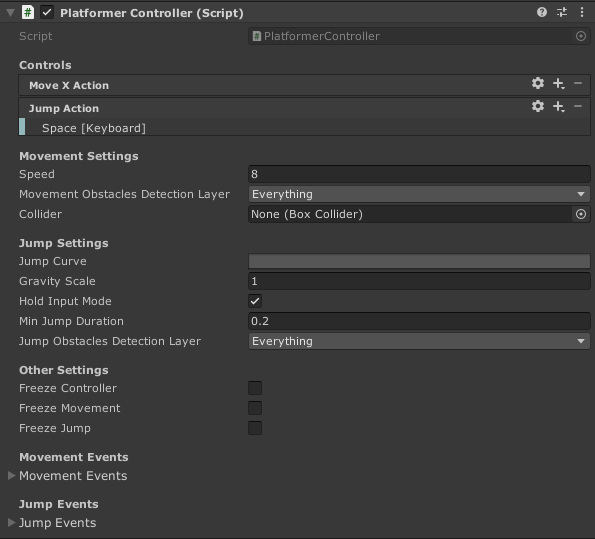 Platformer Controller (Script)
Script PlatformerController
Controls
Move X Action
Jump Action
Space [Keyboard]
Movement Settings
Speed 8
Movement Obstacles Detection Layer Everything
Collider None (Box Collider)
Jump Settings
Jump Curve
Gravity Scale 1
Hold Input Mode
Min Jump Duration 0.2
Jump Obstacles Detection Layer Everything
Other Settings
Freeze Controller
Freeze Movement
Freeze Jump
Movement Events
Movement Events
Jump Events
Jump Events